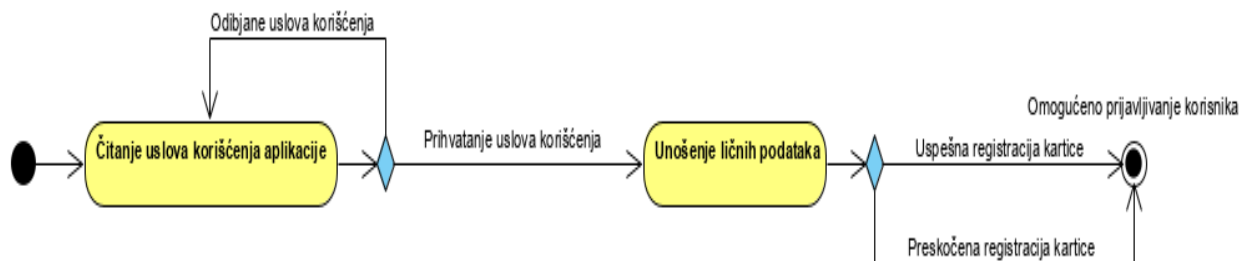 Odibjane uslova korišćenja
Omogućeno prijavljivanje korisnika
Čitanje uslova korišćenja aplikacije
Prihvatanje uslova korišćenja
Unošenje ličnih podataka
Uspešna registracija kartice
Preskočena registracija kartice